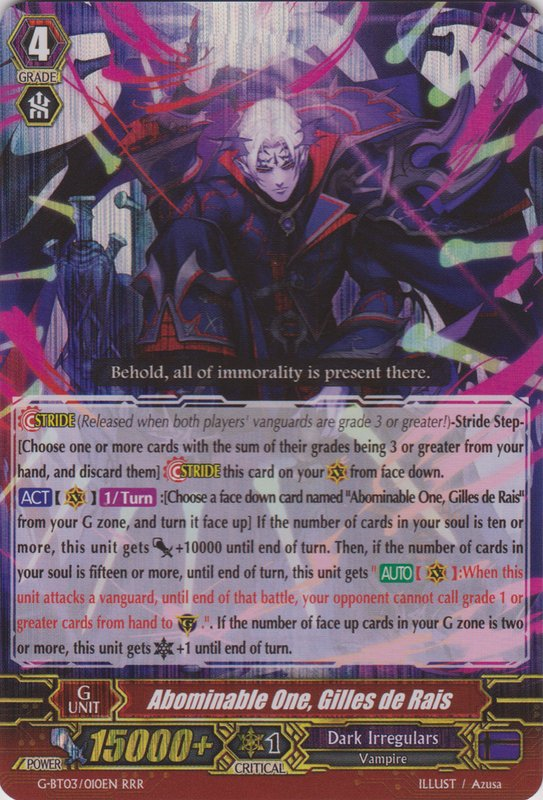 4
GRADE
Behold, all of immorality is present there.
STRIDE(Released when both players' vanguards are grade 3 or greater!)-Stride Step-
[Choose one or more cards with the sum of their grades being 3 or greater from your
hand, and discard them] STRIDE this card on your from face down.
ACT【 】1/Turn :[Choose a face down card named "Abominable One, Gilles de Rais"
from your G zone, and turn it face up] If the number of cards in your soul is ten or
more, this unit gets +10000 until end of turn. Then, if the number of cards in
your soul is fifteen or more, until end of turn, this unit gets " AUTO【 】:When this
unit attacks a vanguard, until end of that battle, your opponent cannot call grade 1 or
greater cards from hand to .". If the number of face up cards in your G zone is two
or more, this unit gets +1 until end of turn.
G
UNIT
Abominable One, Gilles de Rais
POWER
15000+
1
CRITICAL
Dark Irregulars
Vampire
G-BT03/010EN RRR
ILLUST / Azusa